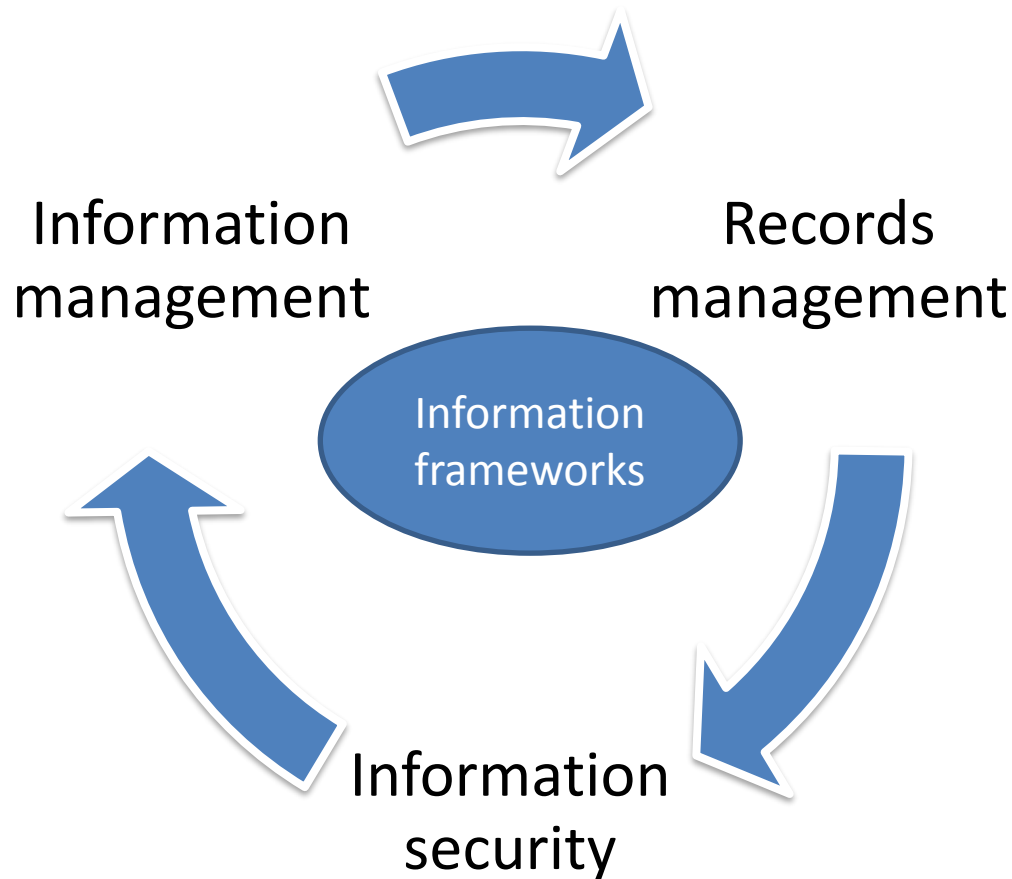 Information
management
Records
management
Information
frameworks
Information
security